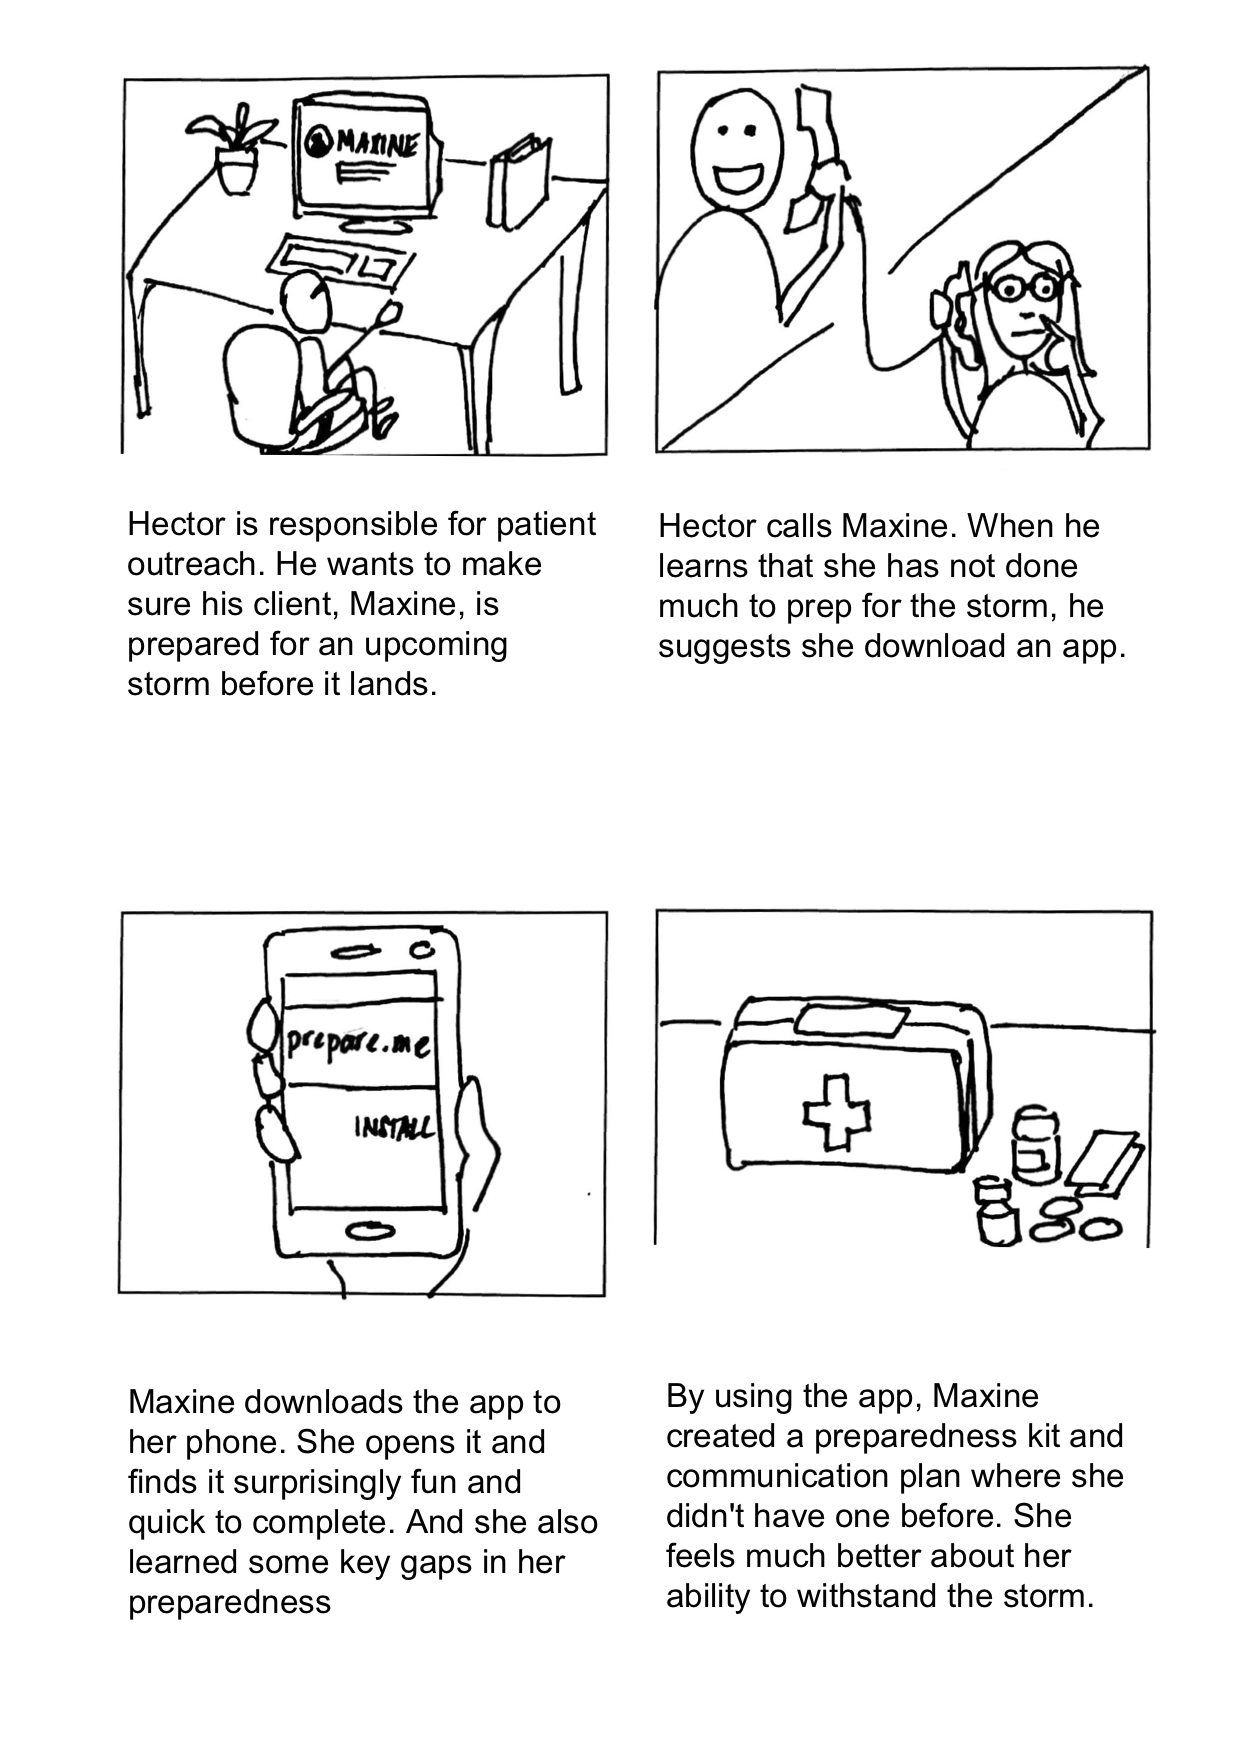 MAXINE
Hector is responsible for patient
outreach. He wants to make
sure his client, Maxine, is
prepared for an upcoming
storm before it lands.
Hector calls Maxine. When he
learns that she has not done
much to prep for the storm, he
suggests she download an app.
prepare.me
INSTALL
Maxine downloads the app to
her phone. She opens it and
finds it surprisingly fun and
quick to complete. And she also
learned some key gaps in her
preparedness
By using the app, Maxine
created a preparedness kit and
communication plan where she
didn't have one before. She
feels much better about her
ability to withstand the storm.